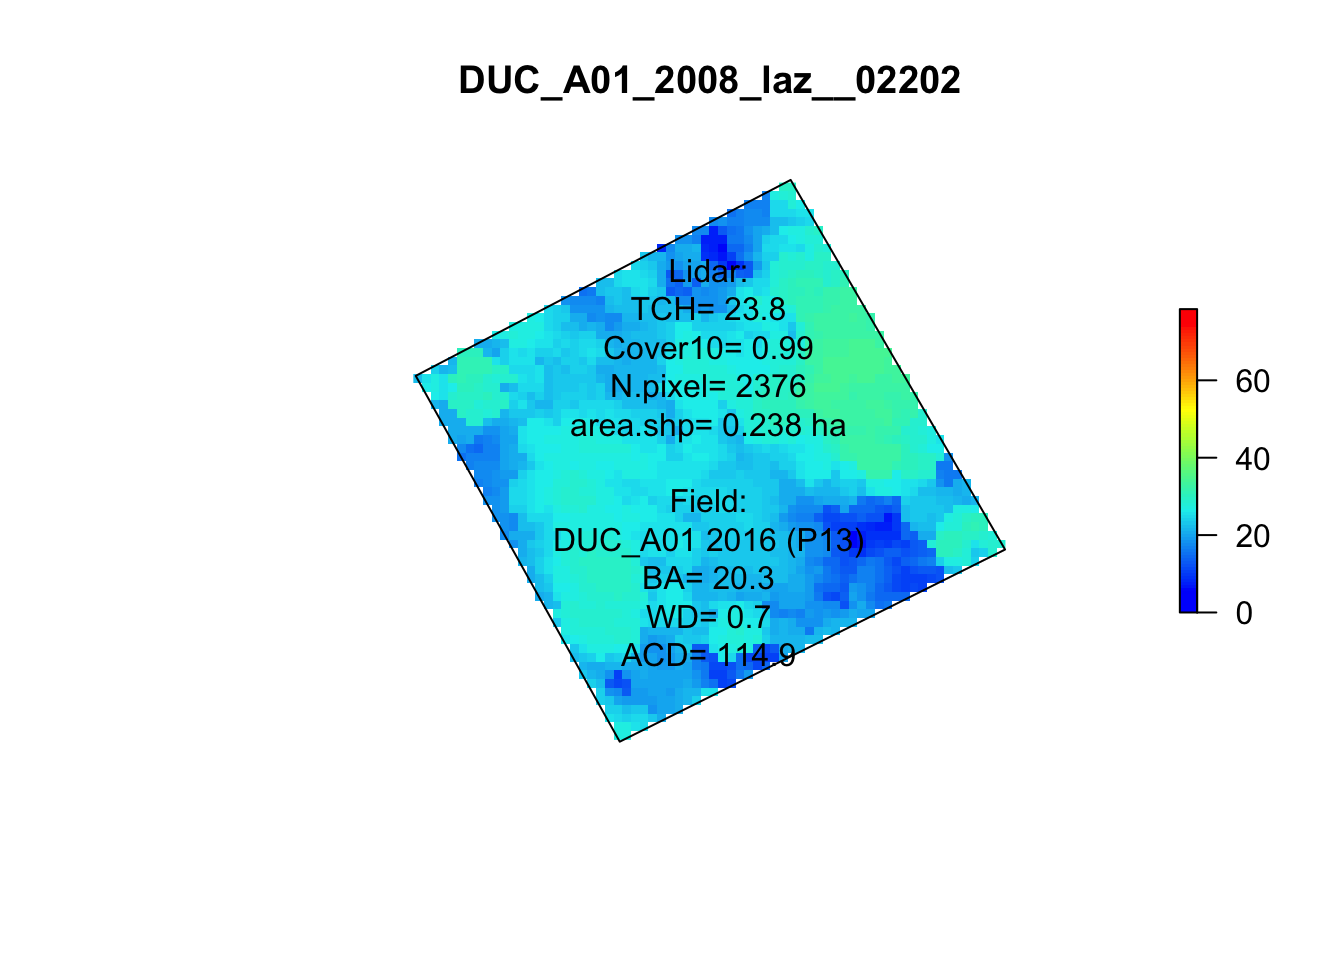 DUC_A01_2008_laz__02202
Lidar:
TCH= 23.8
Cover10= 0.99
N.pixel= 2376
area.shp= 0.238 ha
Field:
DUC_A01 2016 (P13)
BA= 20.3
WD= 0.7
ACD= 114.9
60
40
20
0